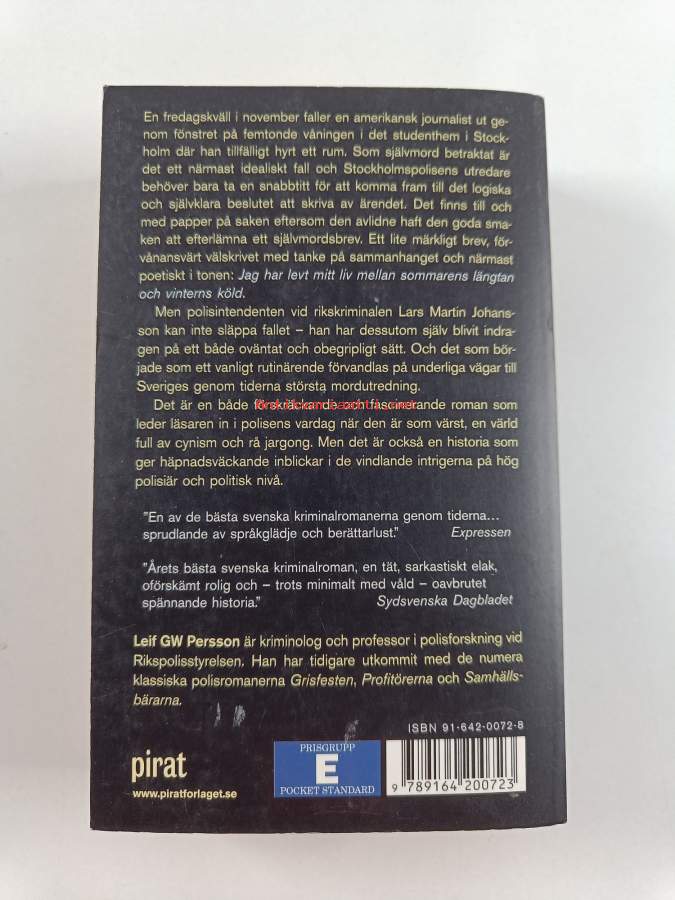 En fredagskväll i november faller en amerikansk journalist ut ge-
nom fönstret på femtonde våningen i det studenthem i Stock-
holm där han tillfälligt hyrt ett rum. Som självmord betraktat är
det ett närmast idealiskt fall och Stockholmspolisens utredare
behöver bara ta en snabbtitt för att komma fram till det logiska
och självklara beslutet att skriva av ärendet. Det finns till och
med papper på saken eftersom den avlidne haft den goda sma-
ken att efterlämna ett självmordsbrev. Ett lite märkligt brev, för-
vånansvärt välskrivet med tanke på sammanhanget och närmast
poetiskt i tonen: Jag har levt mitt liv mellan sommarens längtan
och vinterns köld.
Men polisintendenten vid rikskriminalen Lars Martin Johans-
son kan inte släppa fallet – han har dessutom själv blivit indra-
gen på ett både oväntat och obegripligt sätt. Och det som bör-
jade som ett vanligt rutinärende förvandlas på underliga vägar till
Sveriges genom tiderna största mordutredning.
Det är en både förskräckande och fascinerande roman som
leder läsaren in i polisens vardag när den är som värst, en värld
full av cynism och rå jargong. Men det är också en historia som
ger häpnadsväckande inblickar i de vindlande intrigerna på hög
polisiär och politisk nivå.
"En av de bästa svenska kriminalromanerna genom tiderna...
sprudlande av språkglädje och berättarlust." Expressen
"Årets bästa svenska kriminalroman, en tät, sarkastiskt elak,
oförskämt rolig och – trots minimalt med våld – oavbrutet
spännande historia." Sydsvenska Dagbladet
Leif GW Persson är kriminolog och professor i polisforskning vid
Rikspolisstyrelsen. Han har tidigare utkommit med de numera
klassiska polisromanerna Grisfesten, Profitörerna och Samhälls-
bärarna.
ISBN 91-642-0072-8
pirat
www.piratforlaget.se
PRISGRUPP
E
POCKET STANDARD
9 789164 200723